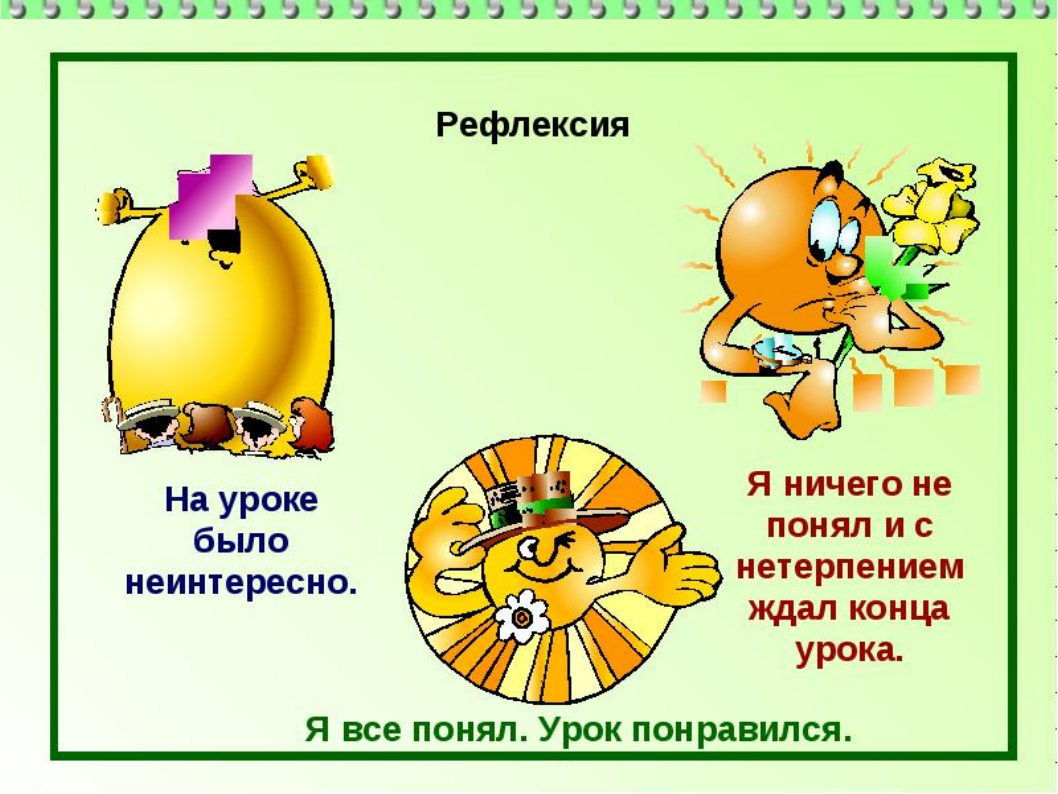 Рефлексия
На уроке
было
неинтересно.
Я ничего не
понял и с
нетерпением
ждал конца
урока.
Я все понял. Урок понравился.